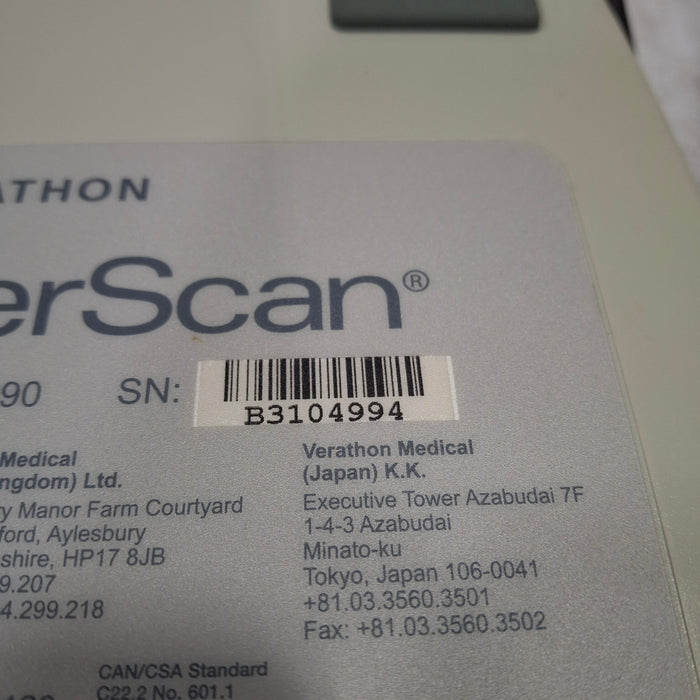 ATHON
erScan®
90 SN:
B3104994
Medical
ngdom) Ltd.
y Manor Farm Courtyard
ford, Aylesbury
shire, HP17 8JB
9.207
4.299.218
Verathon Medical
(Japan) K.K.
Executive Tower Azabudai 7F
1-4-3 Azabudai
Minato-ku
Tokyo, Japan 106-0041
+81.03.3560.3501
Fax: +81.03.3560.3502
CAN/CSA Standard
C22.2 No. 601.1